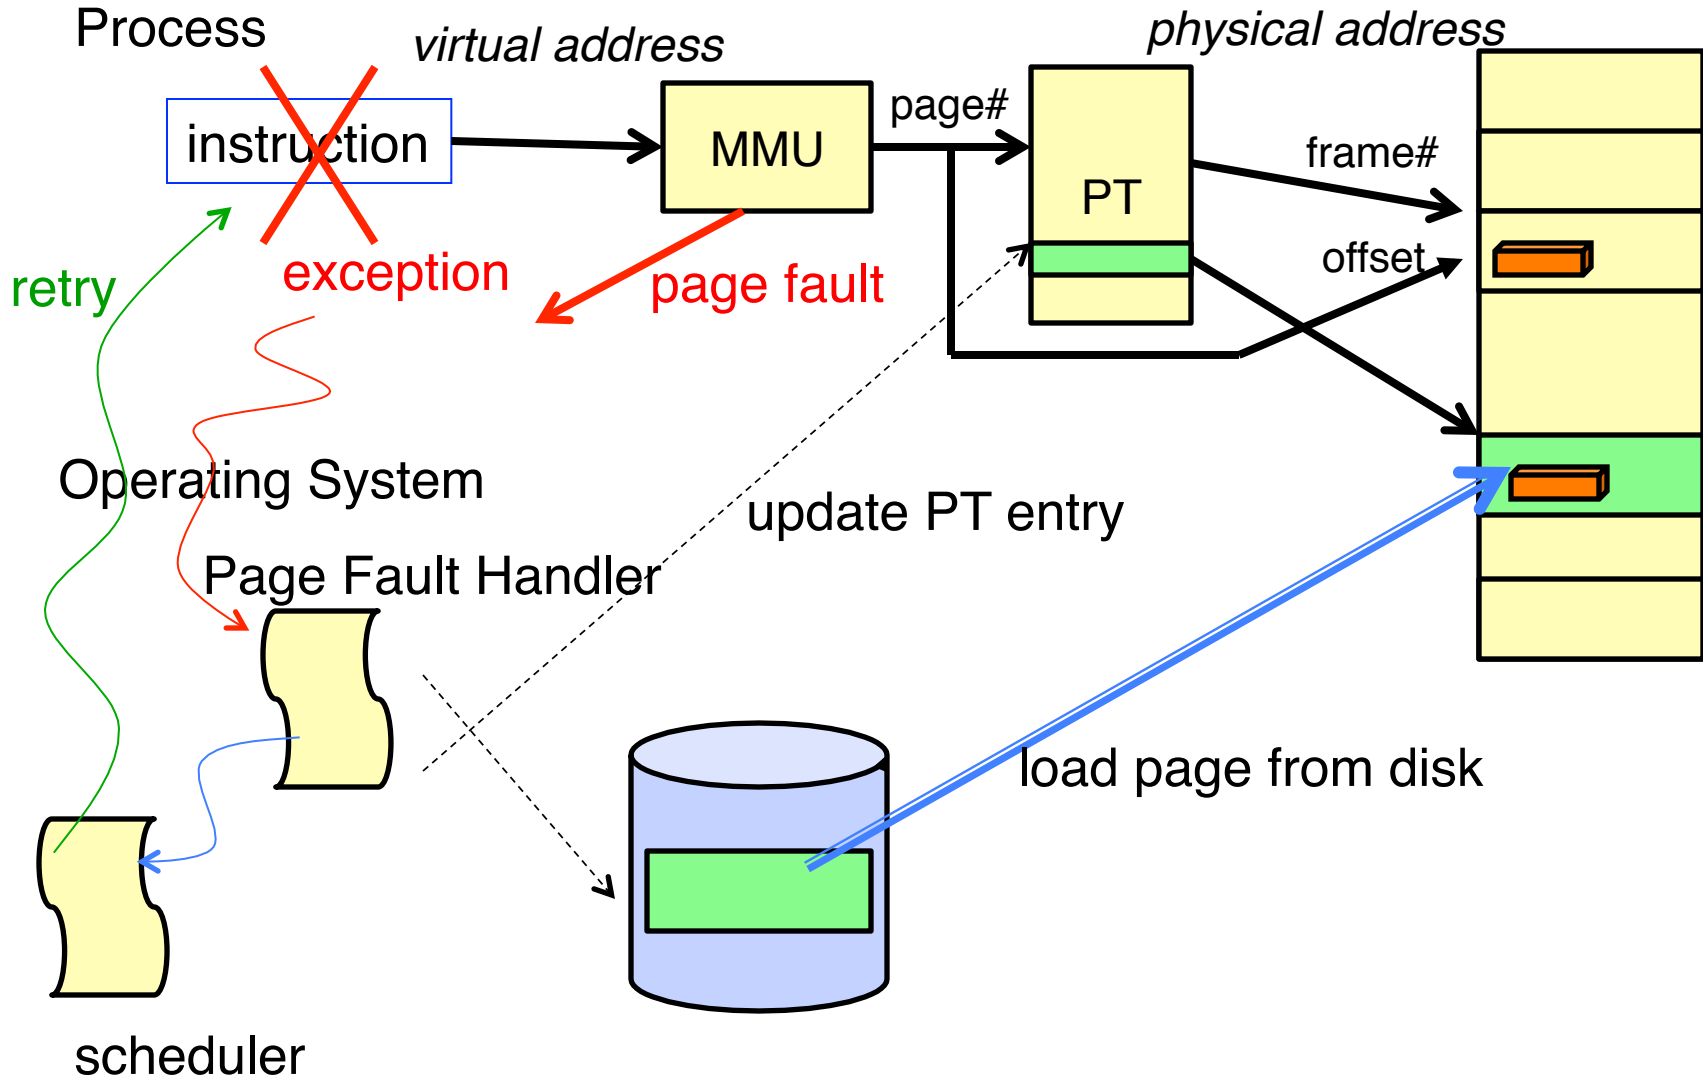 Process
virtual address
physical address
instruction
MMU
page#
PT
frame#
offset
retry
exception
page fault
Operating System
update PT entry
Page Fault Handler
load page from disk
scheduler